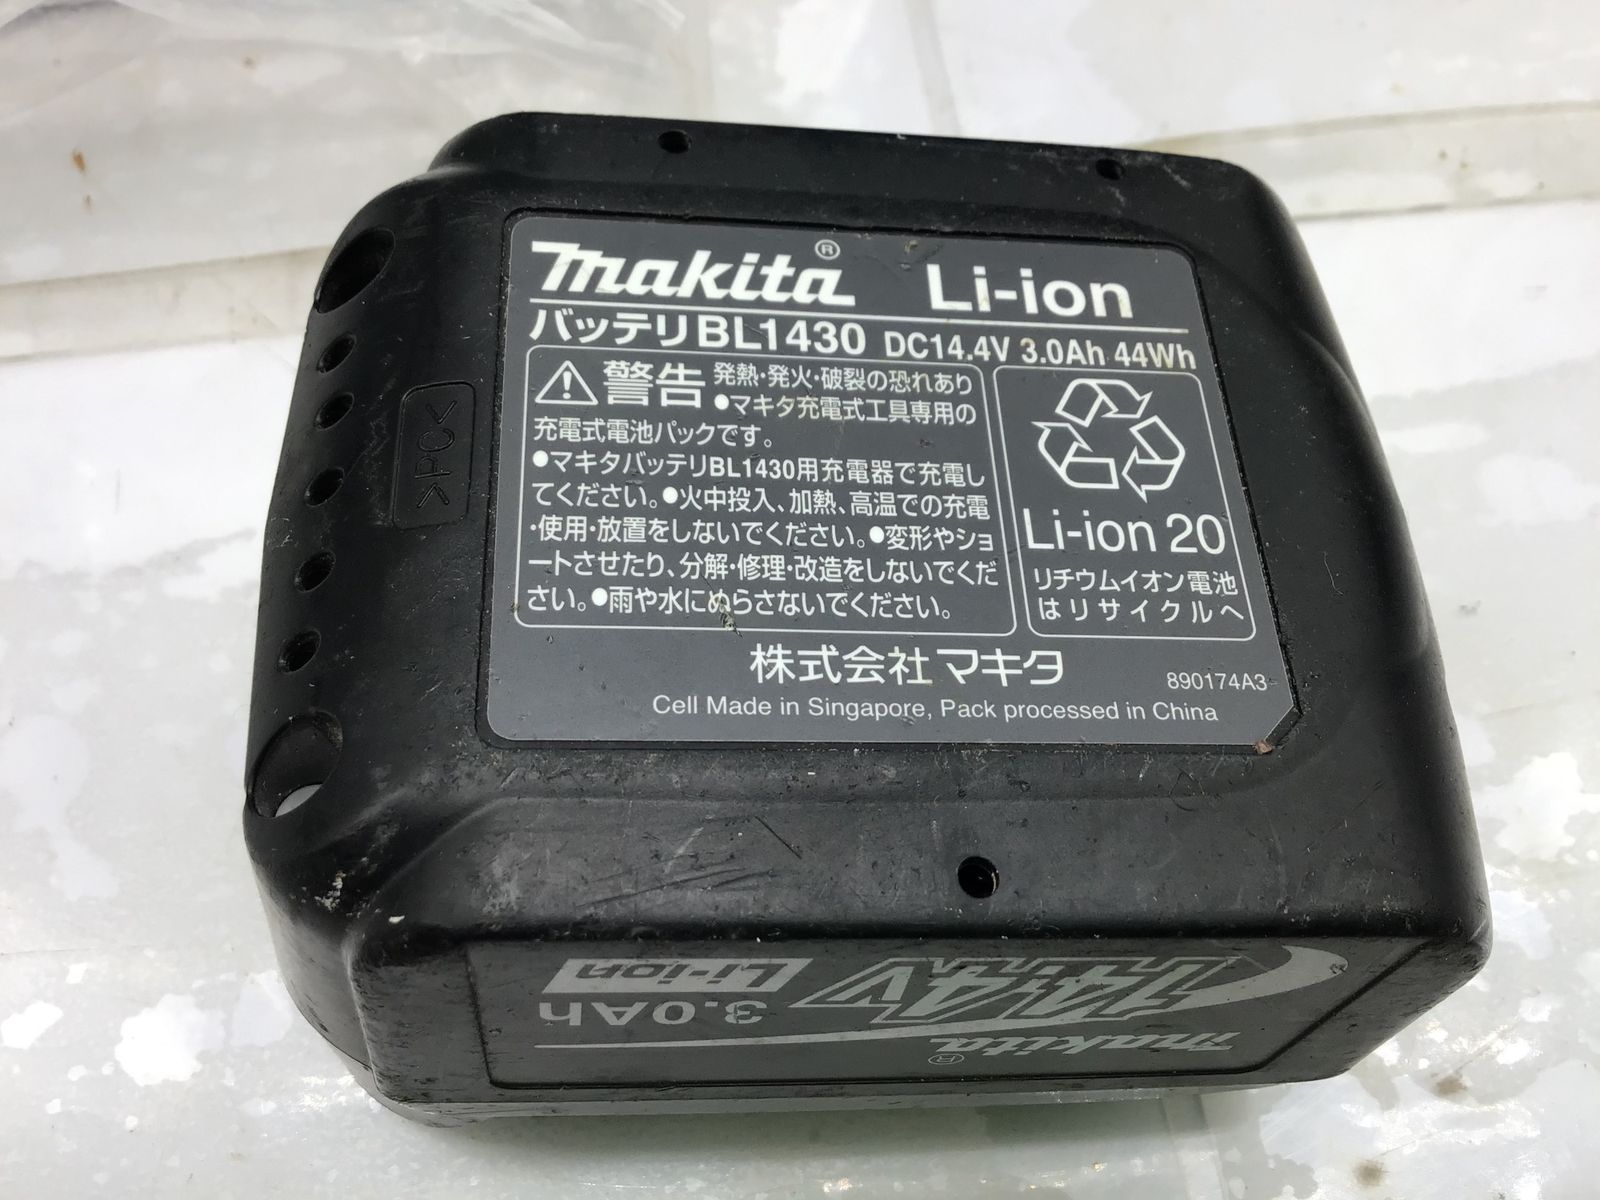 makita® Li-ion
バッテリBL1430 DC14.4V 3.0Ah 44Wh
警告 発熱・発火・破裂の恐れあり
●マキタ充電式工具専用の
充電式電池パックです。
●マキタバッテリBL1430用充電器で充電し
てください。●火中投入、加熱、高温での充電
・使用・放置をしないでください。●変形やショ
ートさせたり、分解・修理・改造をしないでくだ
さい。●雨や水にぬらさないでください。
Li-ion 20
リチウムイオン電池
はリサイクルへ
株式会社マキタ
890174A3
Cell Made in Singapore, Pack processed in China
>PC<
makita®
14.4V
Li-ion
3.0Ah